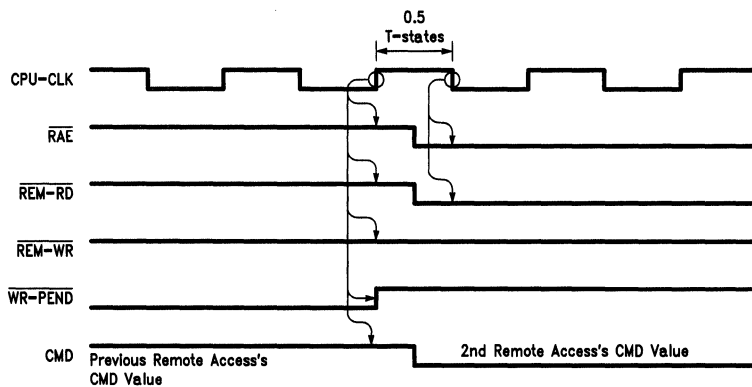 0.5
T-states
CPU-CLK
RAE
REM-RD
REM-WR
WR-PEND
CMD
Previous Remote Access's
CMD Value
2nd Remote Access's CMD Value